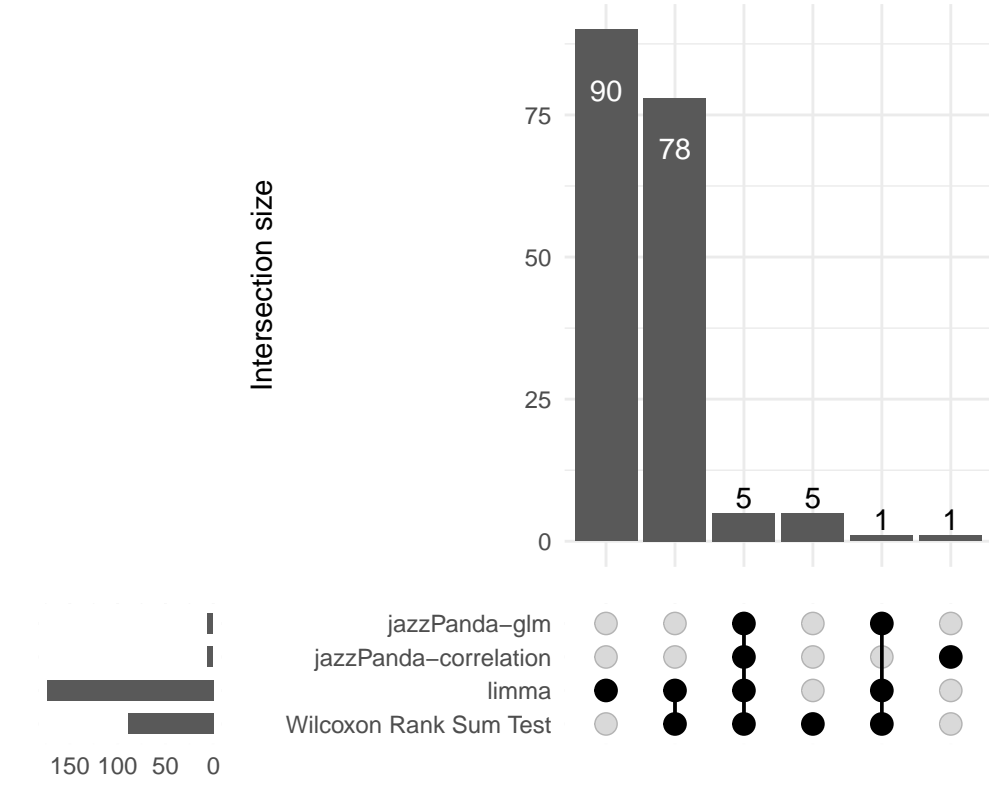 90
78
5
5
1
1
75
50
25
0
Intersection size
jazzPanda−glm
jazzPanda−correlation
limma
Wilcoxon Rank Sum Test
150 100 50 0